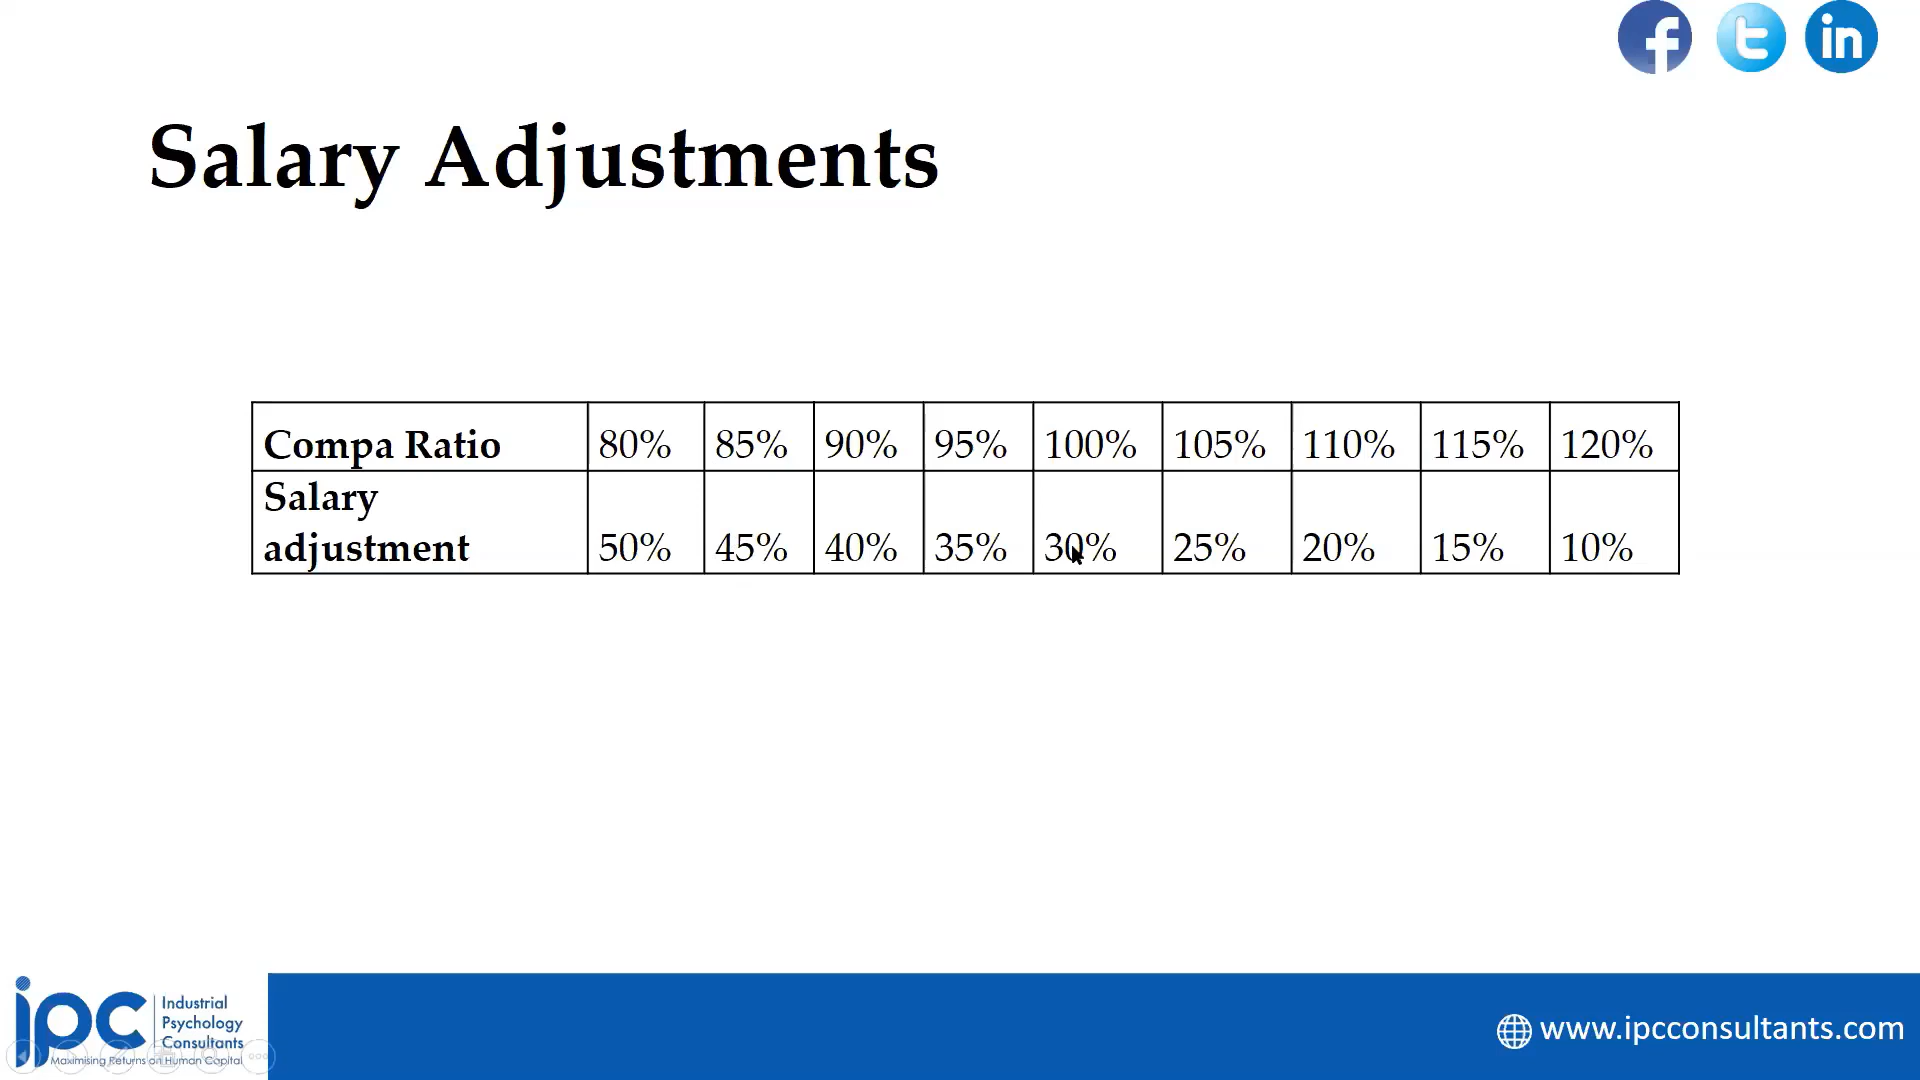 Salary Adjustments
Compa Ratio 80% 85% 90% 95% 100% 105% 110% 115% 120%
Salary
adjustment 50% 45% 40% 35% 30% 25% 20% 15% 10%
ipc
Industrial
Psychology
Consultants
Maximising Returns on Human Capital
www.ipcconsultants.com